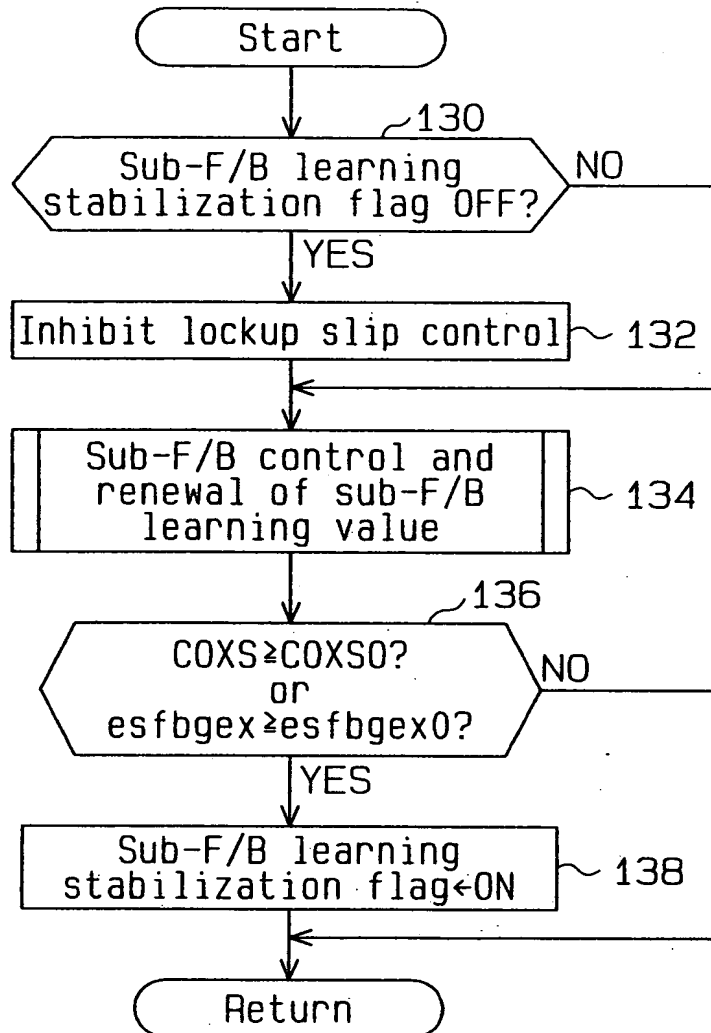 Start
130
Sub-F/B learning
stabilization flag OFF?
NO
YES
Inhibit lockup slip control
132
Sub-F/B control and
renewal of sub-F/B
learning value
134
136
COXS≧COXS0?
or
esfbgex≧esfbgex0?
NO
YES
Sub-F/B learning
stabilization flag←ON
138
Return